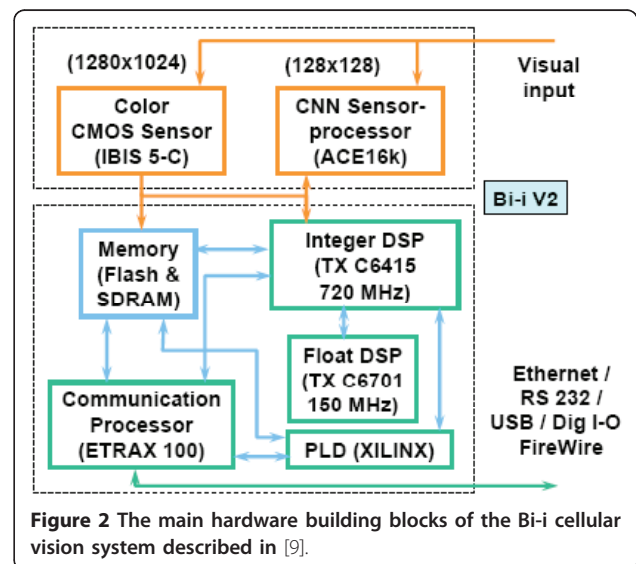 (1280x1024)
(128x128)
Visual
input
Color
CMOS Sensor
(IBIS 5-C)
CNN Sensor-
processor
(ACE16k)
Bi-i V2
Memory
(Flash &
SDRAM)
Integer DSP
(TX C6415
720 MHz)
Float DSP
(TX C6701
150 MHz)
Communication
Processor
(ETRAX 100)
PLD (XILINX)
Ethernet /
RS 232 /
USB / Dig I-O
FireWire
Figure 2 The main hardware building blocks of the Bi-i cellular
vision system described in [9].